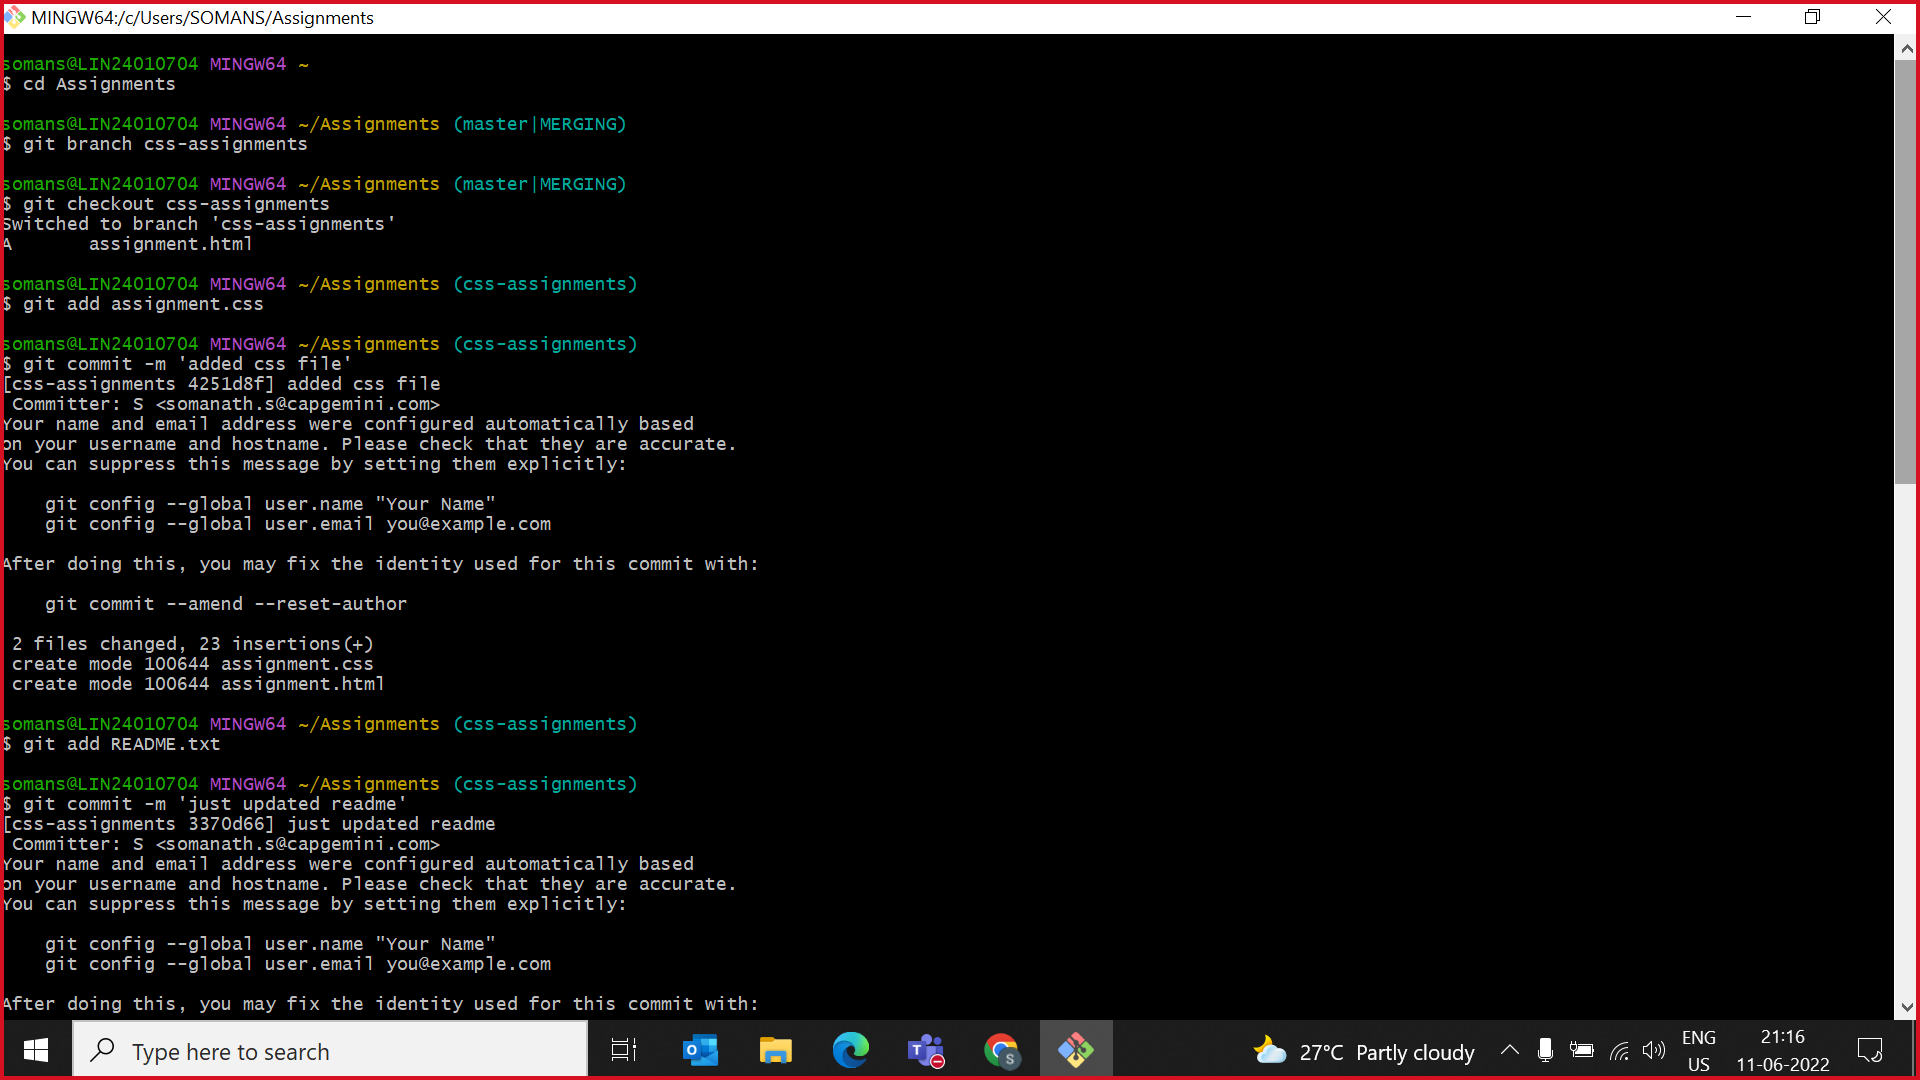 MINGW64:/c/Users/SOMANS/Assignments
somans@LIN24010704 MINGW64 ~
$ cd Assignments
somans@LIN24010704 MINGW64 ~/Assignments (master|MERGING)
$ git branch css-assignments
somans@LIN24010704 MINGW64 ~/Assignments (master|MERGING)
$ git checkout css-assignments
Switched to branch 'css-assignments'
A       assignment.html
somans@LIN24010704 MINGW64 ~/Assignments (css-assignments)
$ git add assignment.css
somans@LIN24010704 MINGW64 ~/Assignments (css-assignments)
$ git commit -m 'added css file'
[css-assignments 4251d8f] added css file
 Committer: S <somanath.s@capgemini.com>
Your name and email address were configured automatically based
on your username and hostname. Please check that they are accurate.
You can suppress this message by setting them explicitly:
    git config --global user.name "Your Name"
    git config --global user.email you@example.com
After doing this, you may fix the identity used for this commit with:
    git commit --amend --reset-author
 2 files changed, 23 insertions(+)
 create mode 100644 assignment.css
 create mode 100644 assignment.html
somans@LIN24010704 MINGW64 ~/Assignments (css-assignments)
$ git add README.txt
somans@LIN24010704 MINGW64 ~/Assignments (css-assignments)
$ git commit -m 'just updated readme'
[css-assignments 3370d66] just updated readme
 Committer: S <somanath.s@capgemini.com>
Your name and email address were configured automatically based
on your username and hostname. Please check that they are accurate.
You can suppress this message by setting them explicitly:
    git config --global user.name "Your Name"
    git config --global user.email you@example.com
After doing this, you may fix the identity used for this commit with:
Type here to search
27°C Partly cloudy
ENG
US
21:16
11-06-2022